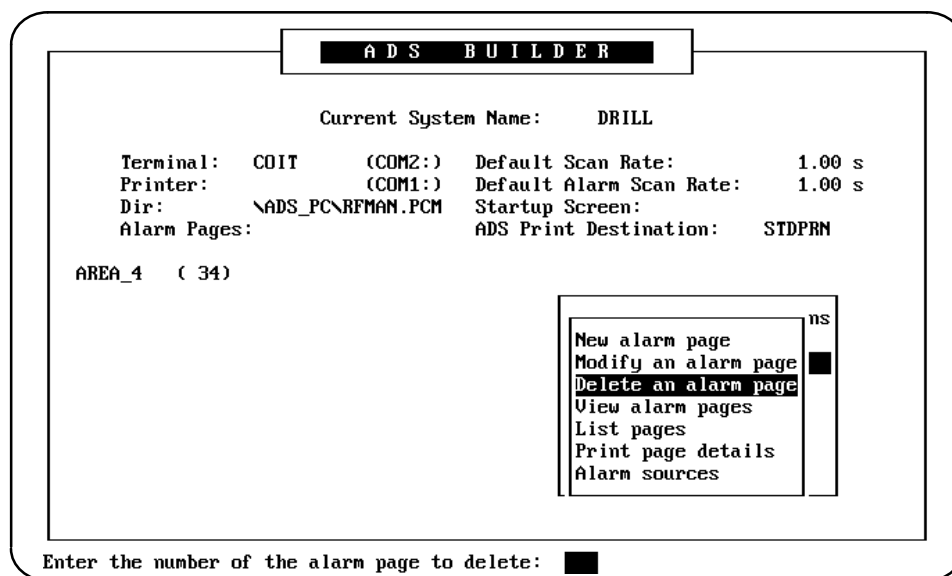 ADS BUILDER
Current System Name: DRILL
Terminal: COIT (COM2:) Default Scan Rate: 1.00 s
Printer: (COM1:) Default Alarm Scan Rate: 1.00 s
Dir: \ADS_PC\RFMAN.PCM Startup Screen:
Alarm Pages: ADS Print Destination: STDPRN
AREA_4 ( 34)
ns
New alarm page
Modify an alarm page
Delete an alarm page
View alarm pages
List pages
Print page details
Alarm sources
Enter the number of the alarm page to delete: